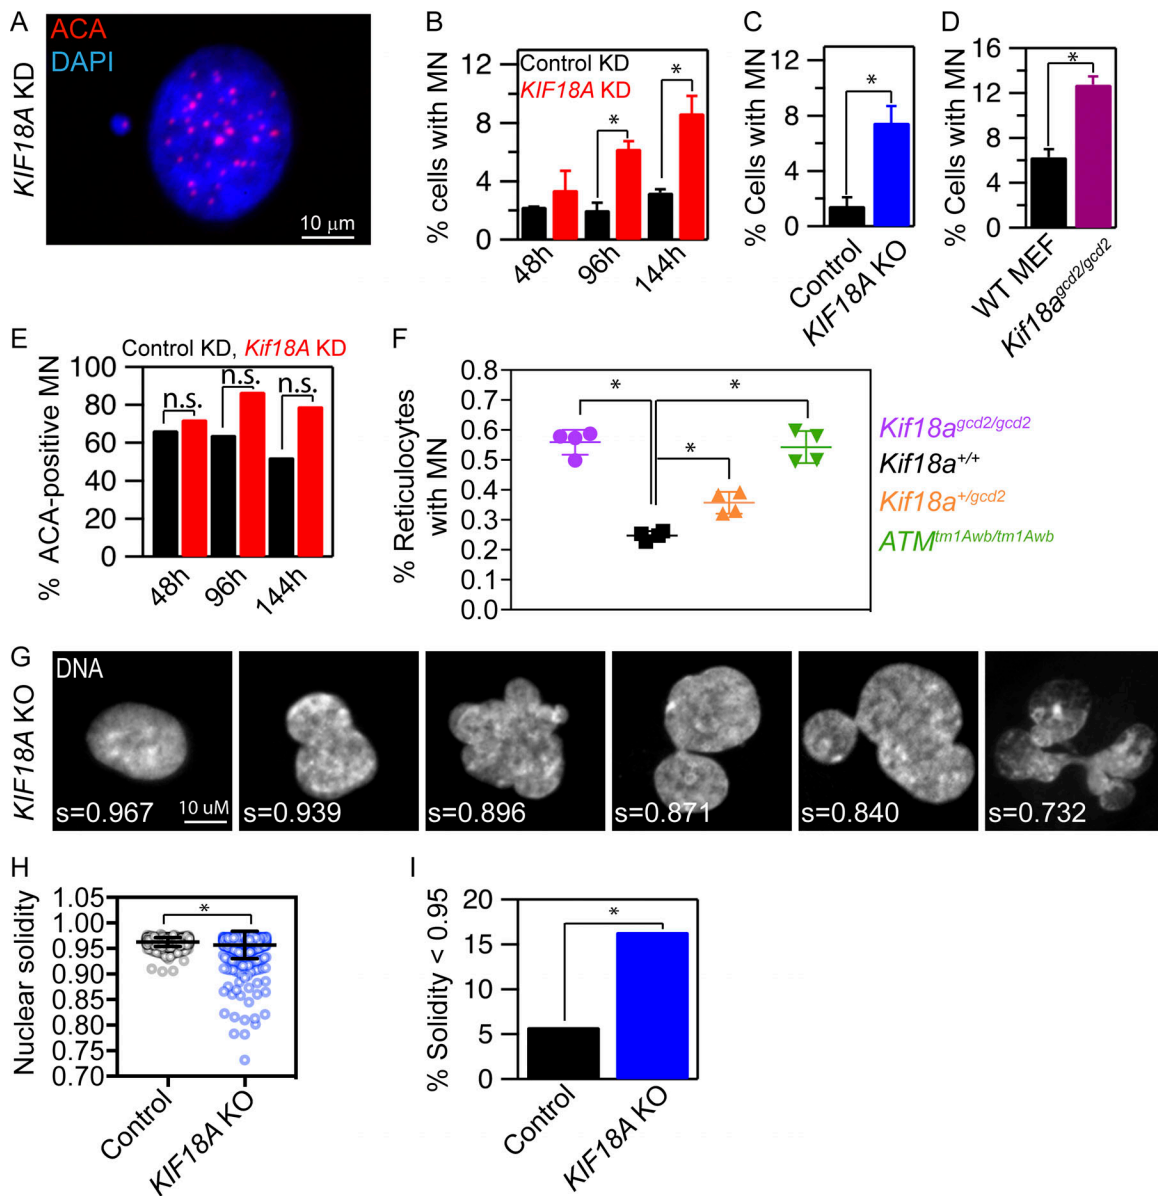 A
ACA
DAPI
KIF18A KD
10 μm
B
% cells with MN
12
8
4
0
Control KD
KIF18A KD
*
*
48h
96h
144h
C
% Cells with MN
12
8
4
0
*
Control
KIF18A KO
D
% Cells with MN
16
12
8
4
0
*
WT MEF
Kif18a^gcd2/gcd2
E
Control KD, Kif18A KD
% ACA-positive MN
100
80
60
40
20
0
n.s.
n.s.
n.s.
48h
96h
144h
F
% Reticulocytes
with MN
0.8
0.7
0.6
0.5
0.4
0.3
0.2
0.1
0.0
*
*
*
Kif18a^gcd2/gcd2
Kif18a^+/+
Kif18a^+/gcd2
ATM^tm1Awb/tm1Awb
G
KIF18A KO
DNA
s=0.967
10 uM
s=0.939
s=0.896
s=0.871
s=0.840
s=0.732
H
Nuclear solidity
1.05
1.00
0.95
0.90
0.85
0.80
0.75
0.70
*
Control
KIF18A KO
I
% Solidity < 0.95
20
15
10
5
0
*
Control
KIF18A KO